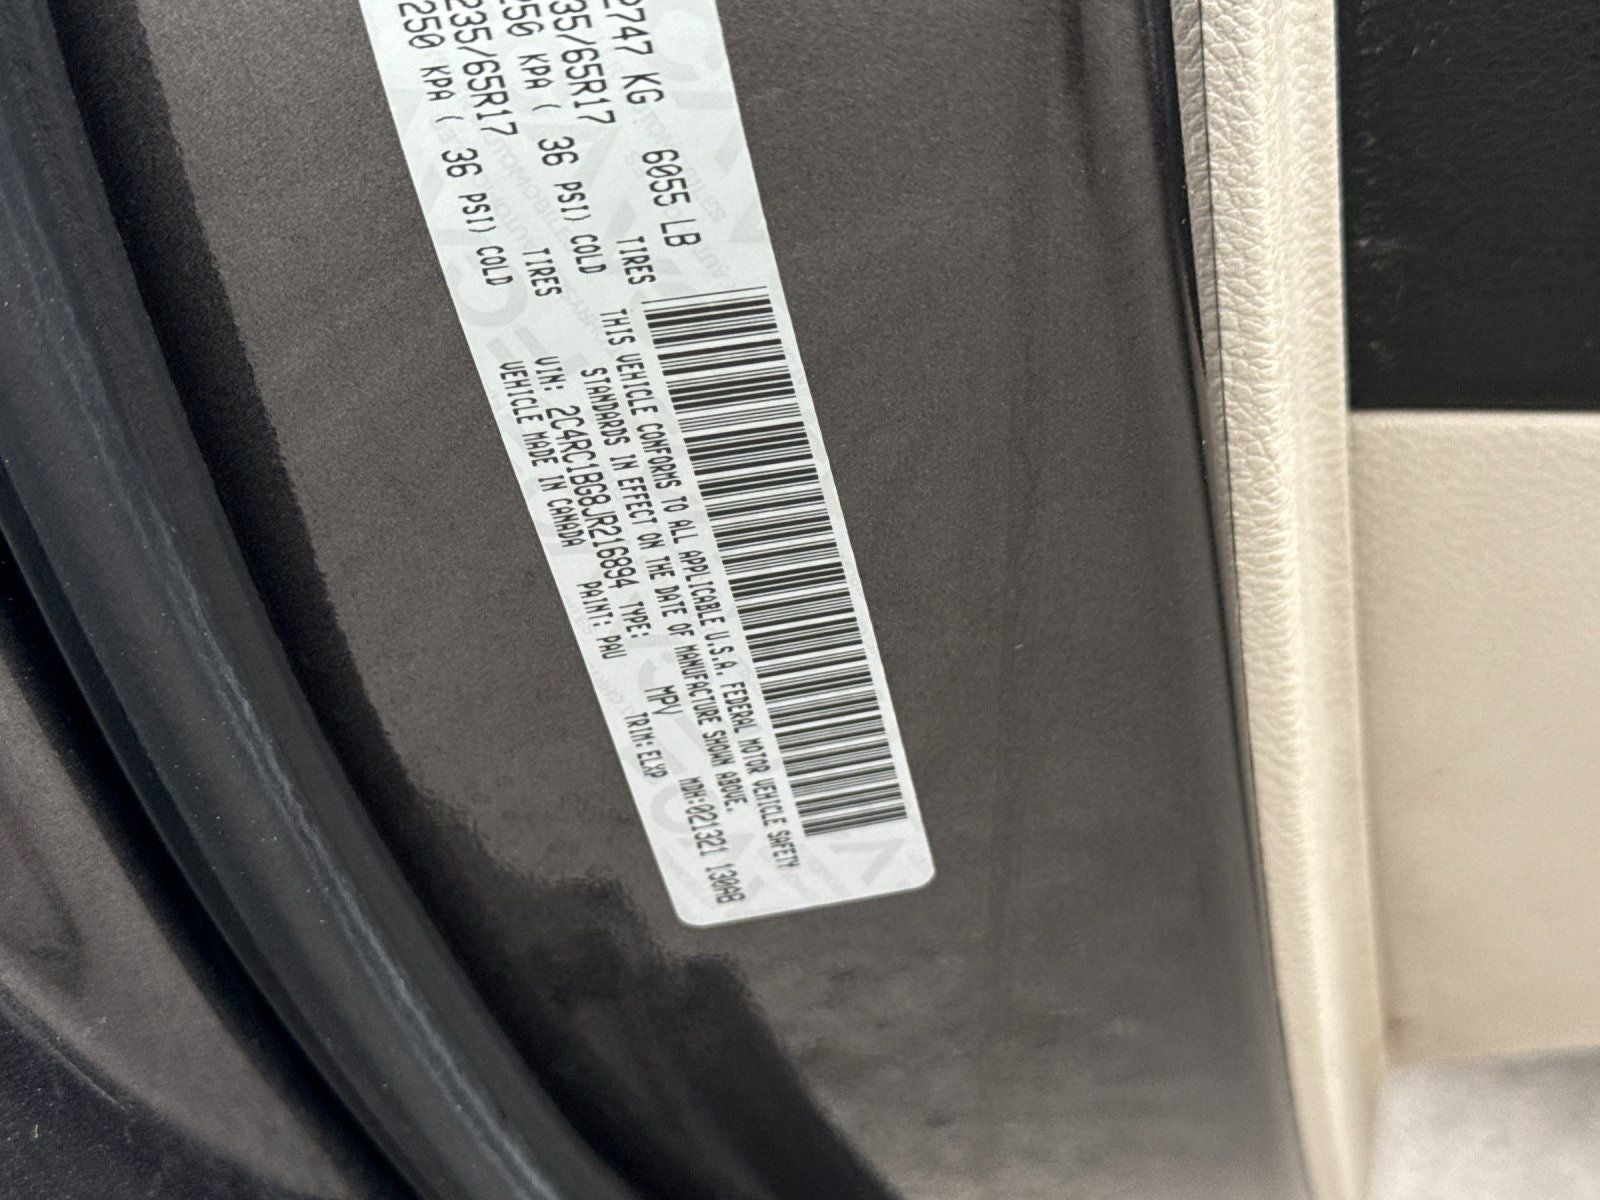 2747 KG 6055 LB
TIRES
35/65R17
250 KPA ( 36 PSI) COLD
TIRES
235/65R17
250 KPA ( 36 PSI) COLD
THIS VEHICLE CONFORMS TO ALL APPLICABLE U.S.A. FEDERAL MOTOR VEHICLE SAFETY
STANDARDS IN EFFECT ON THE DATE OF MANUFACTURE SHOWN ABOVE.
VIN: 2C4RC1BG8JR216894 TYPE: MPV MDH:021321 130AB
VEHICLE MADE IN CANADA PAINT: PAU TRIM: ELXP